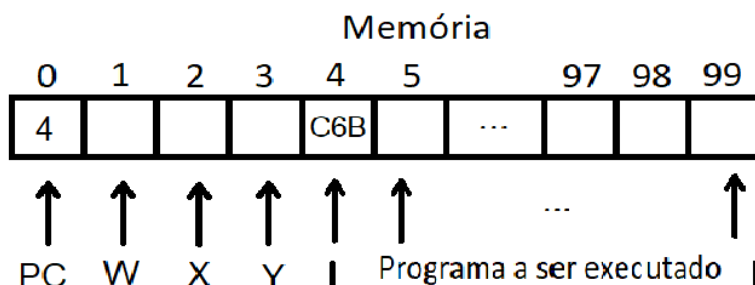 Memória
0 1 2 3 4 5 97 98 99
4 C6B ...
...
PC W X Y I Programa a ser executado